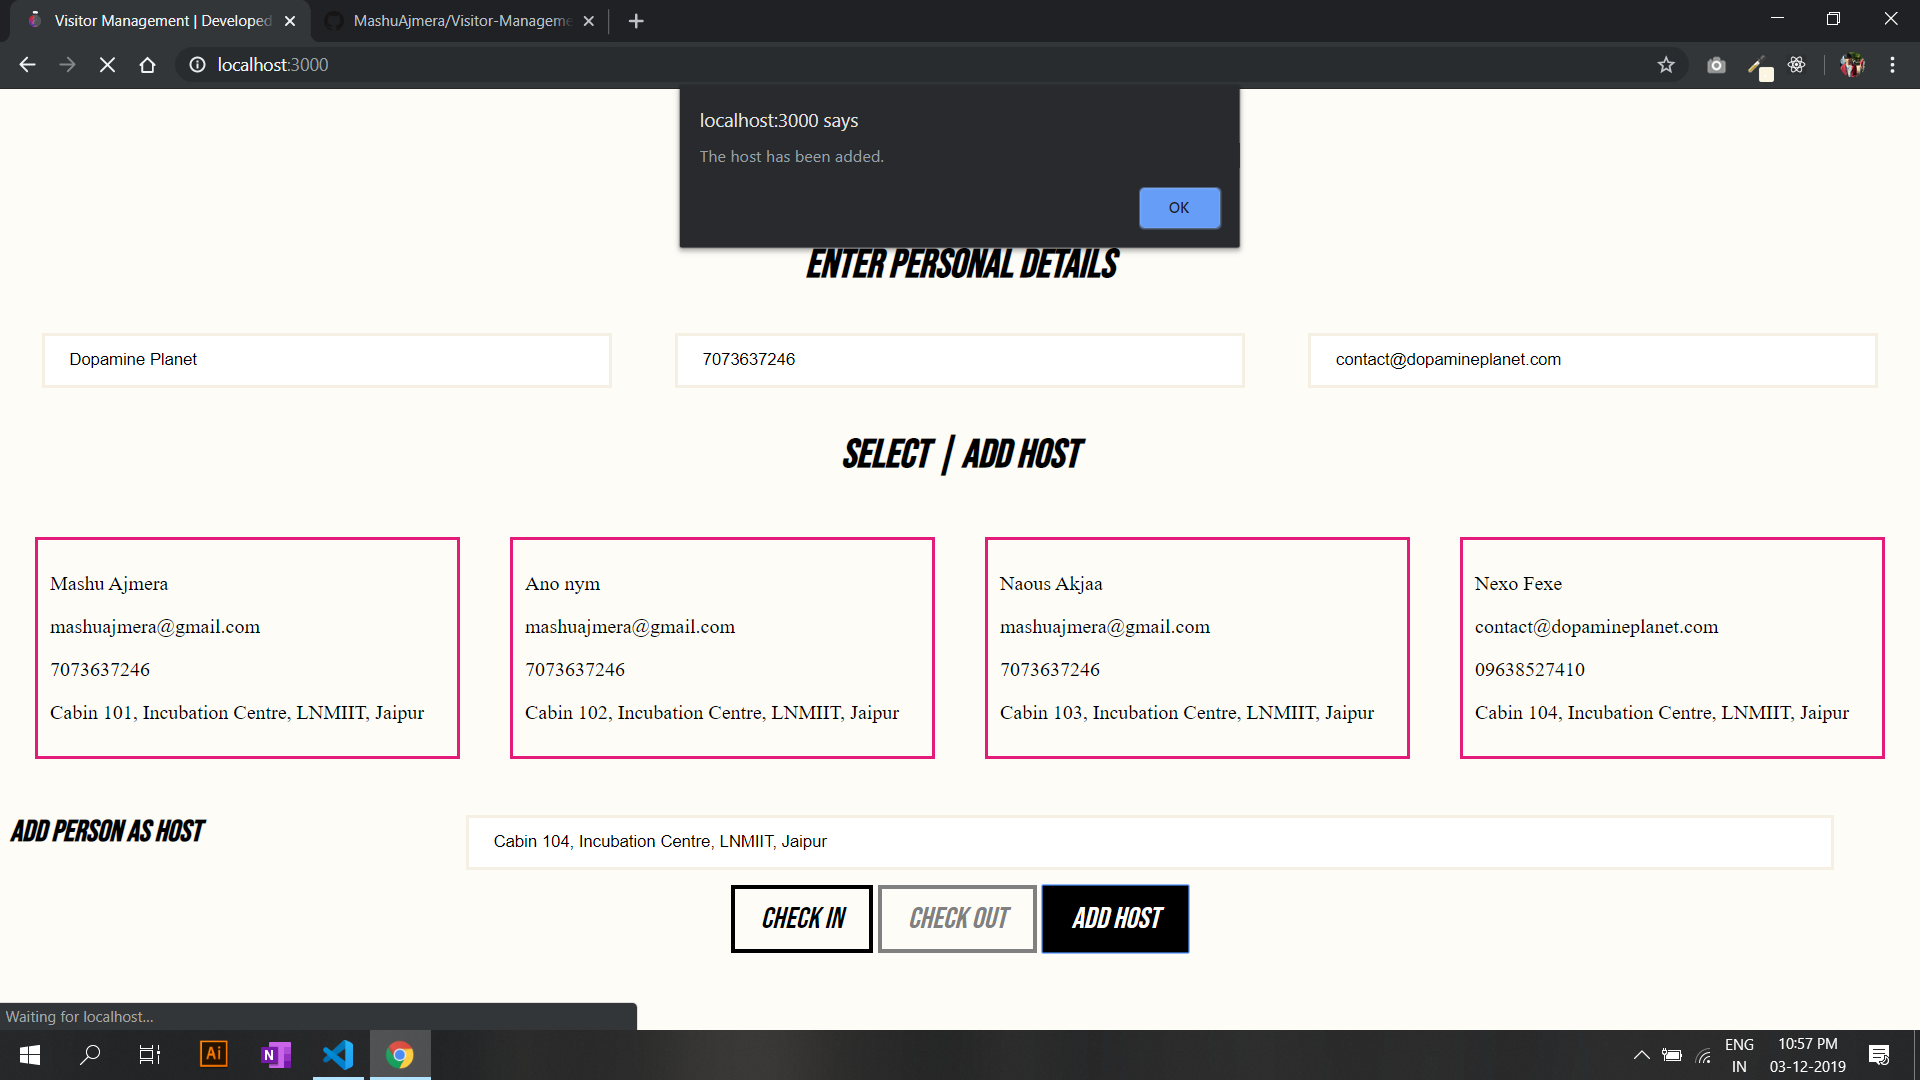 Visitor Management | Developed
MashuAjmera/Visitor-Manageme
localhost:3000
localhost:3000 says
The host has been added.
OK
ENTER PERSONAL DETAILS
Dopamine Planet
7073637246
contact@dopamineplanet.com
SELECT | ADD HOST
Mashu Ajmera
mashuajmera@gmail.com
7073637246
Cabin 101, Incubation Centre, LNMIIT, Jaipur
Ano nym
mashuajmera@gmail.com
7073637246
Cabin 102, Incubation Centre, LNMIIT, Jaipur
Naous Akjaa
mashuajmera@gmail.com
7073637246
Cabin 103, Incubation Centre, LNMIIT, Jaipur
Nexo Fexe
contact@dopamineplanet.com
09638527410
Cabin 104, Incubation Centre, LNMIIT, Jaipur
ADD PERSON AS HOST
Cabin 104, Incubation Centre, LNMIIT, Jaipur
CHECK IN
CHECK OUT
ADD HOST
Waiting for localhost...
Ai
N
ENG
IN
10:57 PM
03-12-2019